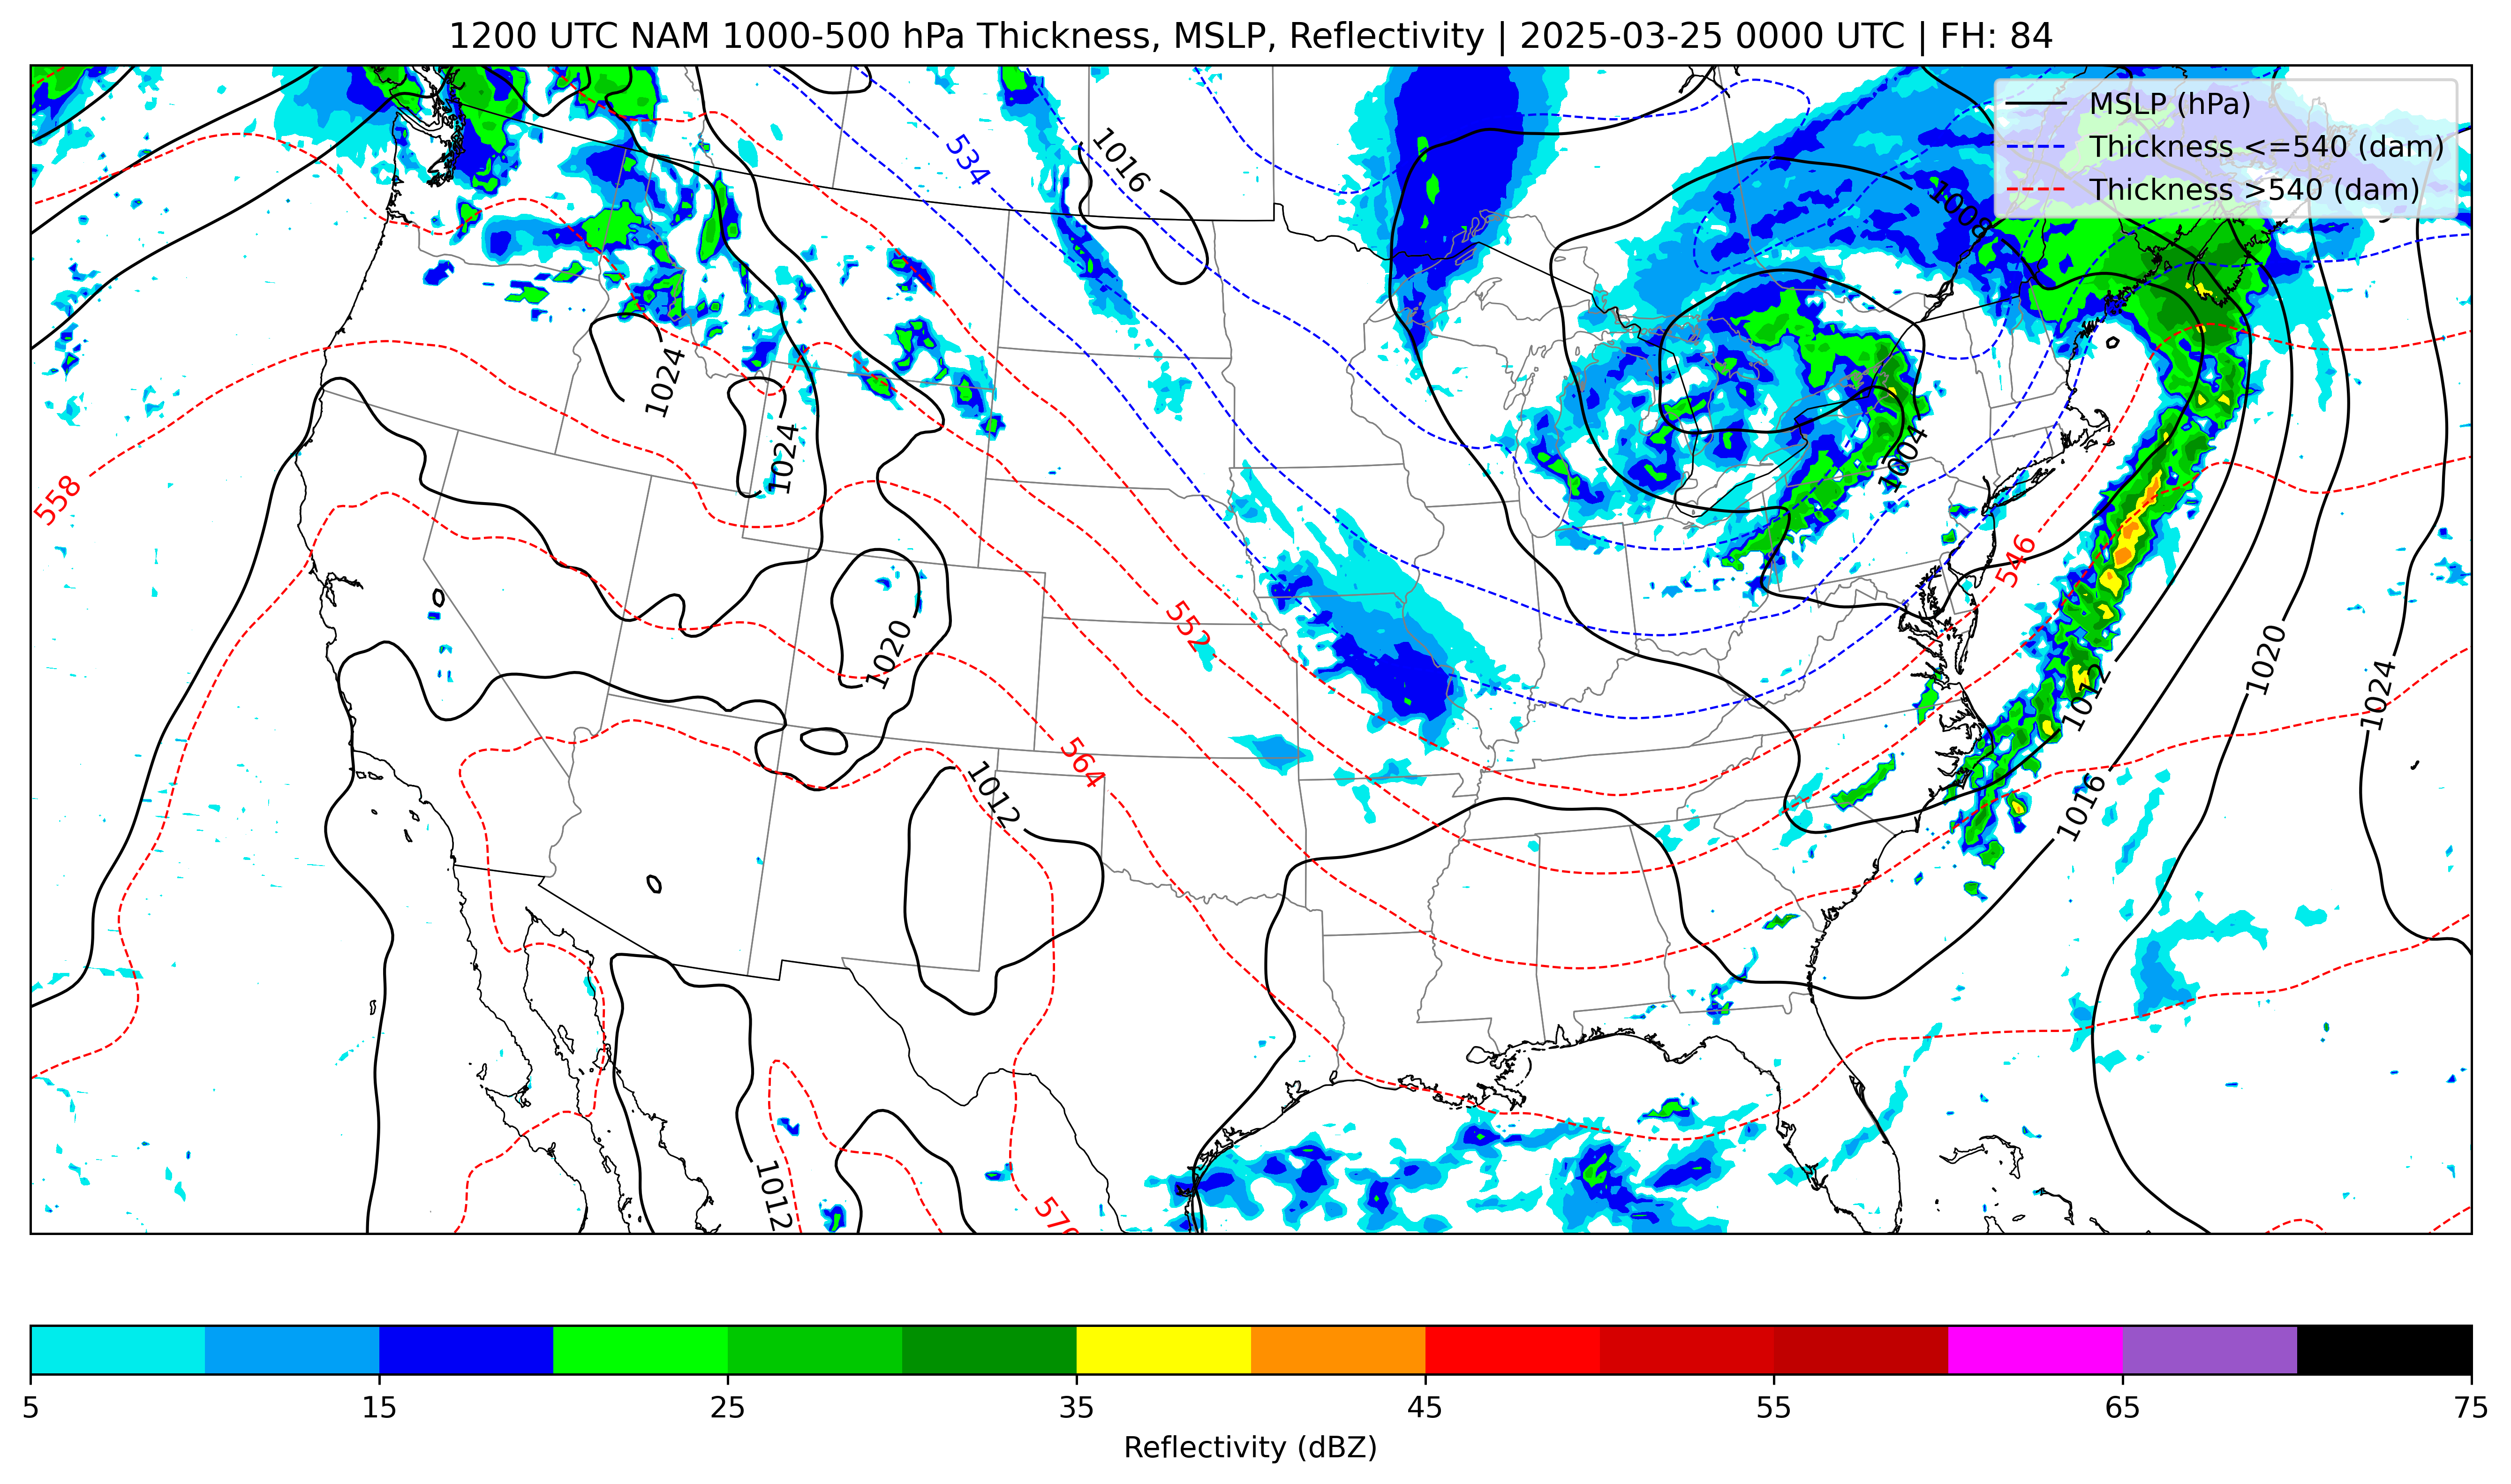 1200 UTC NAM 1000-500 hPa Thickness, MSLP, Reflectivity | 2025-03-25 0000 UTC | FH: 84
MSLP (hPa)
Thickness <=540 (dam)
Thickness >540 (dam)
534
1016
1008
1024
1024
1004
558
546
552
1020
1020
1012
1024
564
1012
1016
1012
5 15 25 35 45 55 65 75
Reflectivity (dBZ)